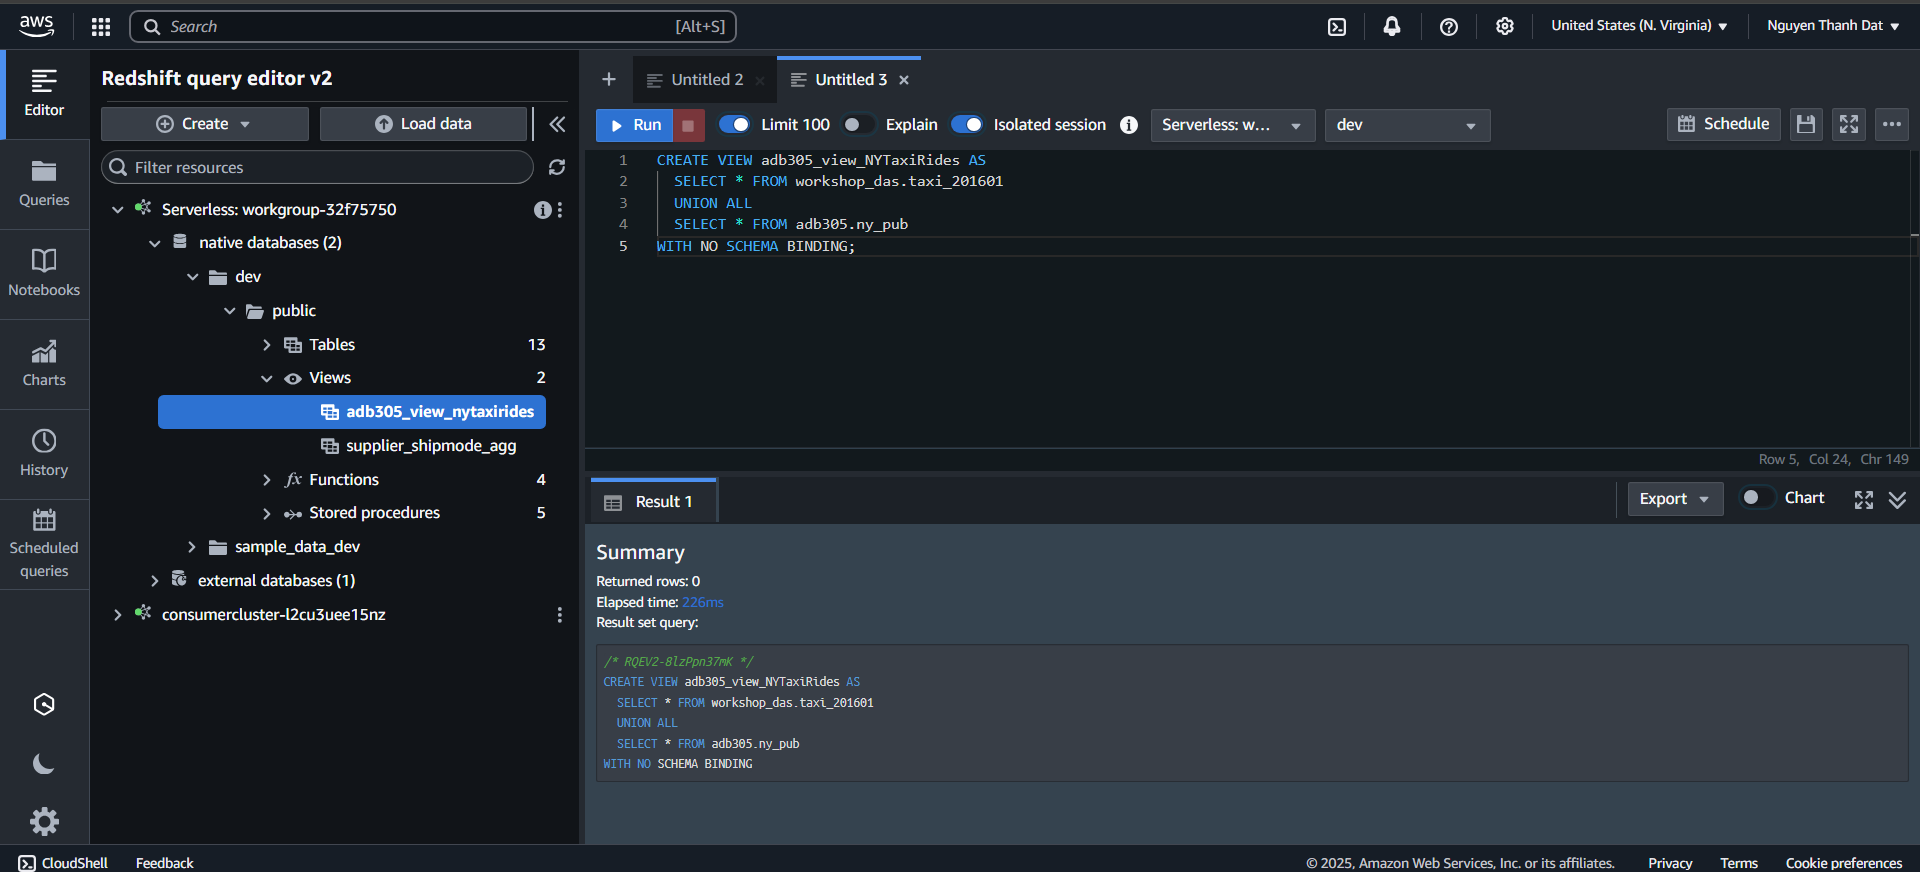 aws
Search [Alt+S]
United States (N. Virginia)
Nguyen Thanh Dat
Editor
Queries
Notebooks
Charts
History
Scheduled queries
Redshift query editor v2
Create
Load data
Filter resources
Serverless: workgroup-32f75750
native databases (2)
dev
public
Tables 13
Views 2
adb305_view_nytaxirides
supplier_shipmode_agg
fx Functions 4
Stored procedures 5
sample_data_dev
external databases (1)
consumercluster-l2cu3uee15nz
Untitled 2
Untitled 3
Run
Limit 100
Explain
Isolated session
Serverless: w...
dev
Schedule
1 CREATE VIEW adb305_view_NYTaxiRides AS
2 SELECT * FROM workshop_das.taxi_201601
3 UNION ALL
4 SELECT * FROM adb305.ny_pub
5 WITH NO SCHEMA BINDING;
Row 5, Col 24, Chr 149
Result 1
Export
Chart
Summary
Returned rows: 0
Elapsed time: 226ms
Result set query:
/* RQEV2-8lzPpn37mK */
CREATE VIEW adb305_view_NYTaxiRides AS
SELECT * FROM workshop_das.taxi_201601
UNION ALL
SELECT * FROM adb305.ny_pub
WITH NO SCHEMA BINDING
CloudShell
Feedback
© 2025, Amazon Web Services, Inc. or its affiliates.
Privacy
Terms
Cookie preferences